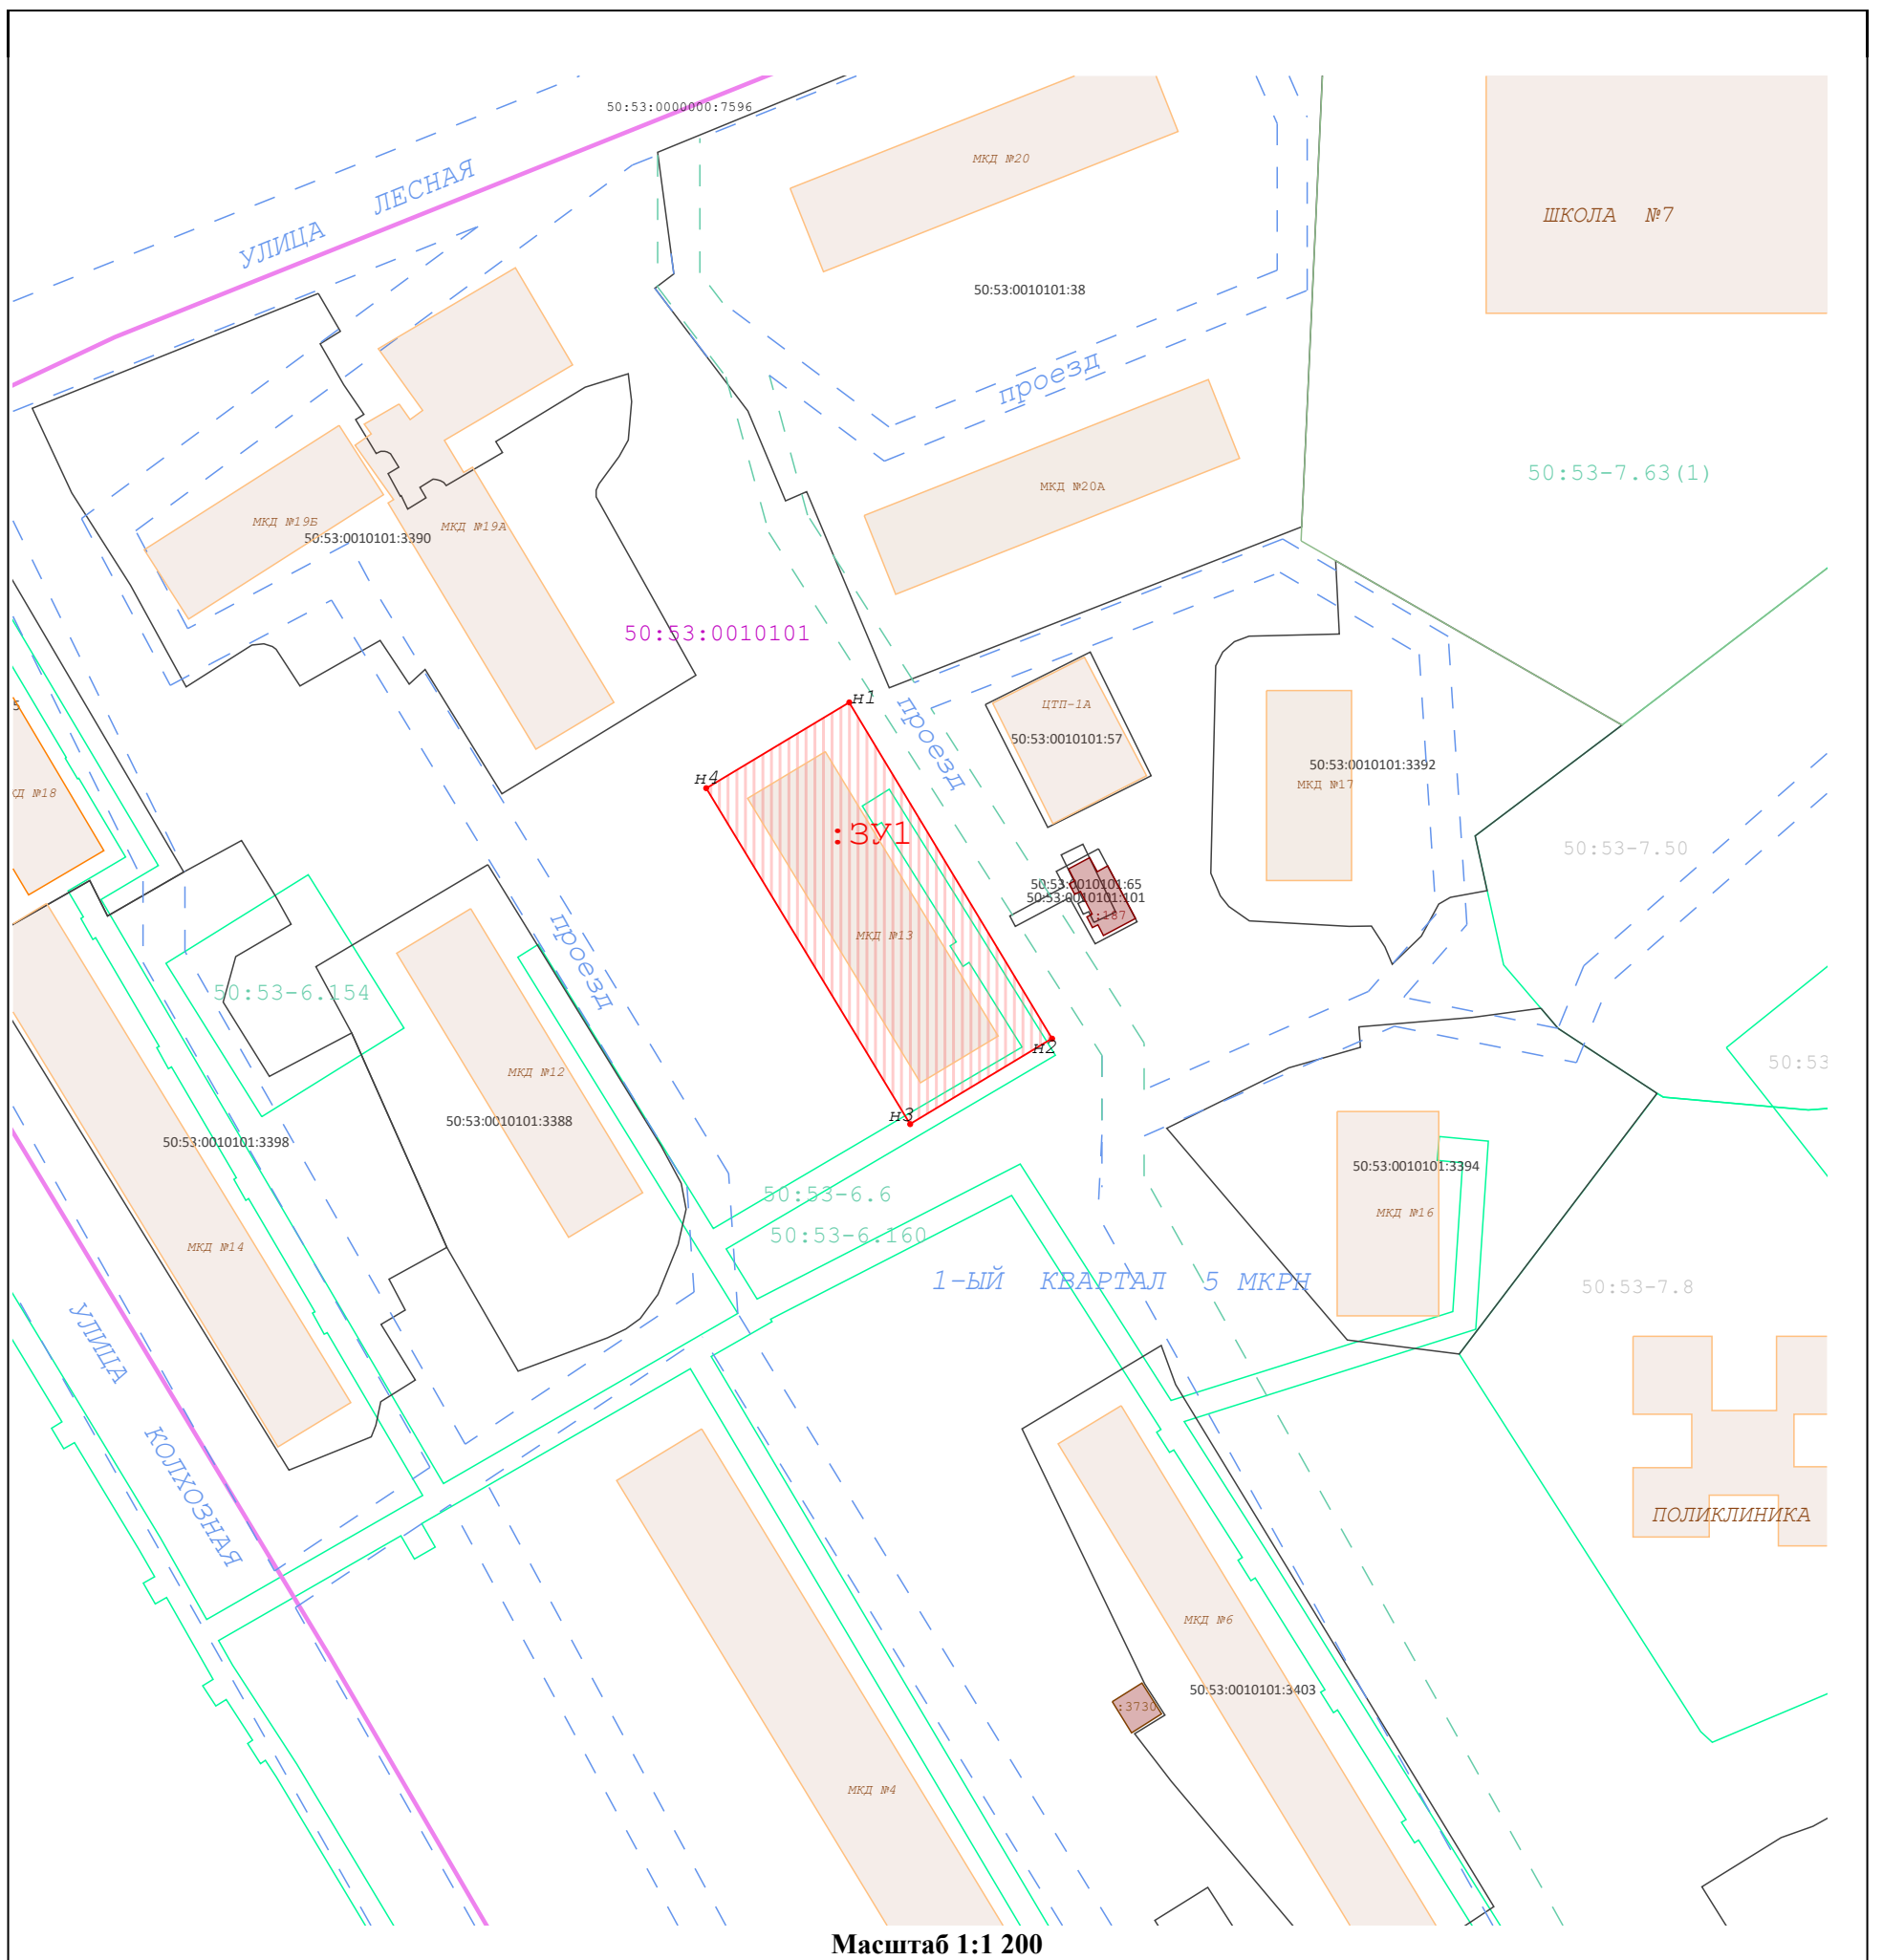 50:53:0000000:7596
МКД №20
УЛИЦА ЛЕСНАЯ
ШКОЛА №7
50:53:0010101:38
проезд
50:53-7.63(1)
МКД №20А
МКД №19Б
МКД №19А
50:53:0010101:3390
50:53:0010101
н1
ЦТП-1А
5
проезд
50:53:0010101:57
50:53:0010101:3392
н4
МКД №17
КД №18
:ЗУ1
50:53-7.50
50:53:0010101:65
50:53:0010101:101
:187
МКД №13
проезд
50:53-6.154
н2
50:53
МКД №12
н3
50:53:0010101:3388
50:53:0010101:3398
50:53:0010101:3394
50:53-6.6
МКД №16
50:53-6.160
МКД №14
1-ЫЙ КВАРТАЛ 5 МКРН
50:53-7.8
УЛИЦА КОЛХОЗНАЯ
ПОЛИКЛИНИКА
МКД №6
50:53:0010101:3403
:3730
МКД №4
Масштаб 1:1 200